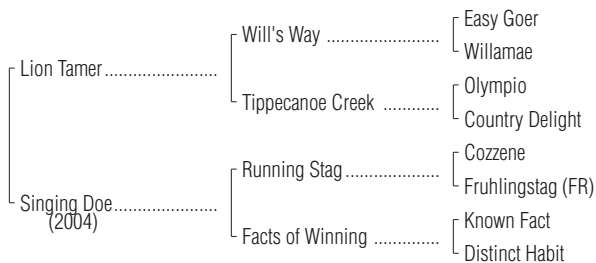 Easy Goer
Will's Way ..........................
Willamae
Lion Tamer..........................
Olympio
Tippecanoe Creek .............
Country Delight
Cozzene
Running Stag......................
Fruhlingstag (FR)
Singing Doe........................
(2004)
Known Fact
Facts of Winning ...............
Distinct Habit